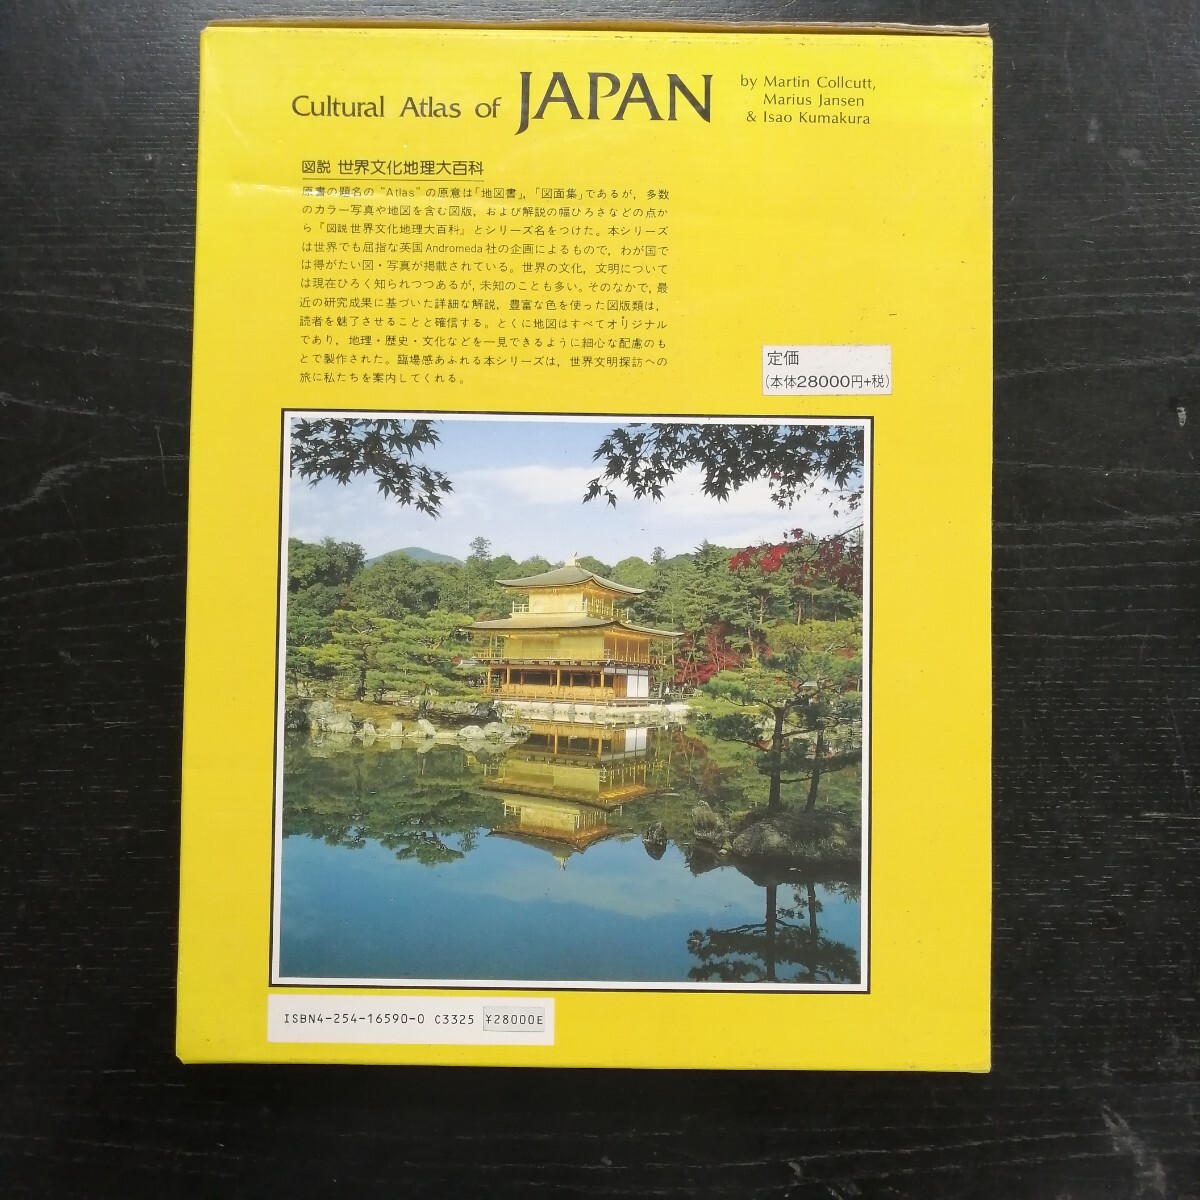 Cultural Atlas of JAPAN
by Martin Collcutt,
Marius Jansen
& Isao Kumakura
図説 世界文化地理大百科
原書の題名の "Atlas" の原意は「地図書」,「図面集」であるが，多数
のカラー写真や地図を含む図版，および解説の幅ひろさなどの点か
ら『図説世界文化地理大百科』とシリーズ名をつけた。本シリーズ
は世界でも屈指な英国Andromeda社の企画によるもので，わが国で
は得がたい図・写真が掲載されている。世界の文化，文明について
は現在ひろく知られつつあるが，未知のことも多い。そのなかで，最
近の研究成果に基づいた詳細な解説，豊富な色を使った図版類は，
読者を魅了させることと確信する。とくに地図はすべてオリジナル
であり，地理・歴史・文化などを一見できるように細心な配慮のも
とで製作された。臨場感あふれる本シリーズは，世界文明探訪への
旅に私たちを案内してくれる。
定価
(本体28000円+税)
ISBN4-254-16590-0 C3325 ¥28000E